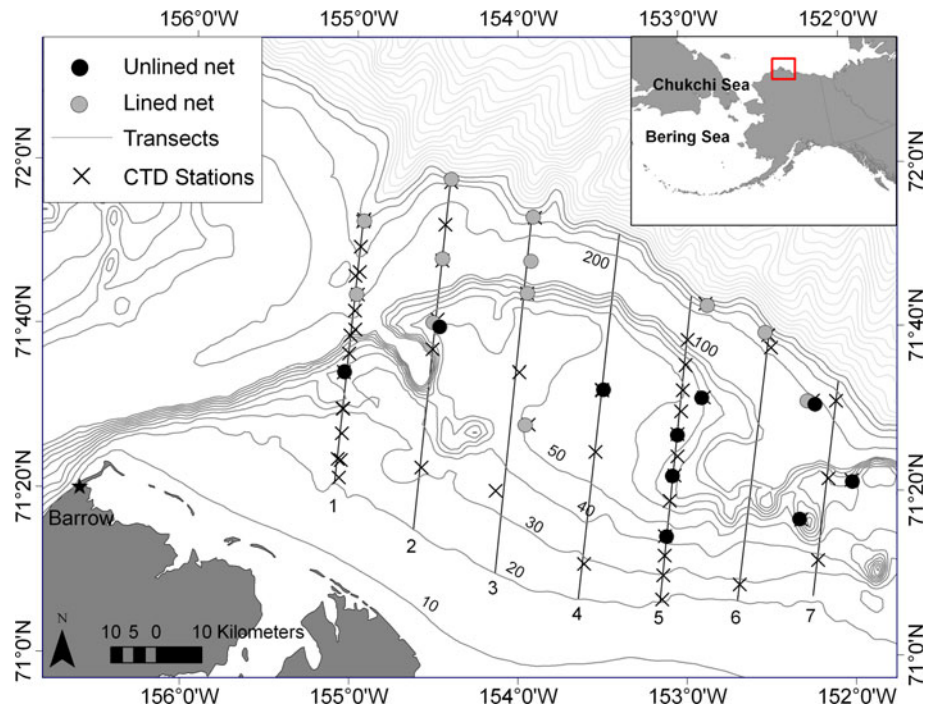 156°0'W 155°0'W 154°0'W 153°0'W 152°0'W
Unlined net
Lined net
Transects
CTD Stations
Chukchi Sea
Bering Sea
72°0'N 72°0'N
200
71°40'N 71°40'N
100
50
71°20'N 71°20'N
40
Barrow
1
30
2
20
3
10
4
5
6
7
N
10 5 0 10 Kilometers
71°0'N 71°0'N
156°0'W 155°0'W 154°0'W 153°0'W 152°0'W